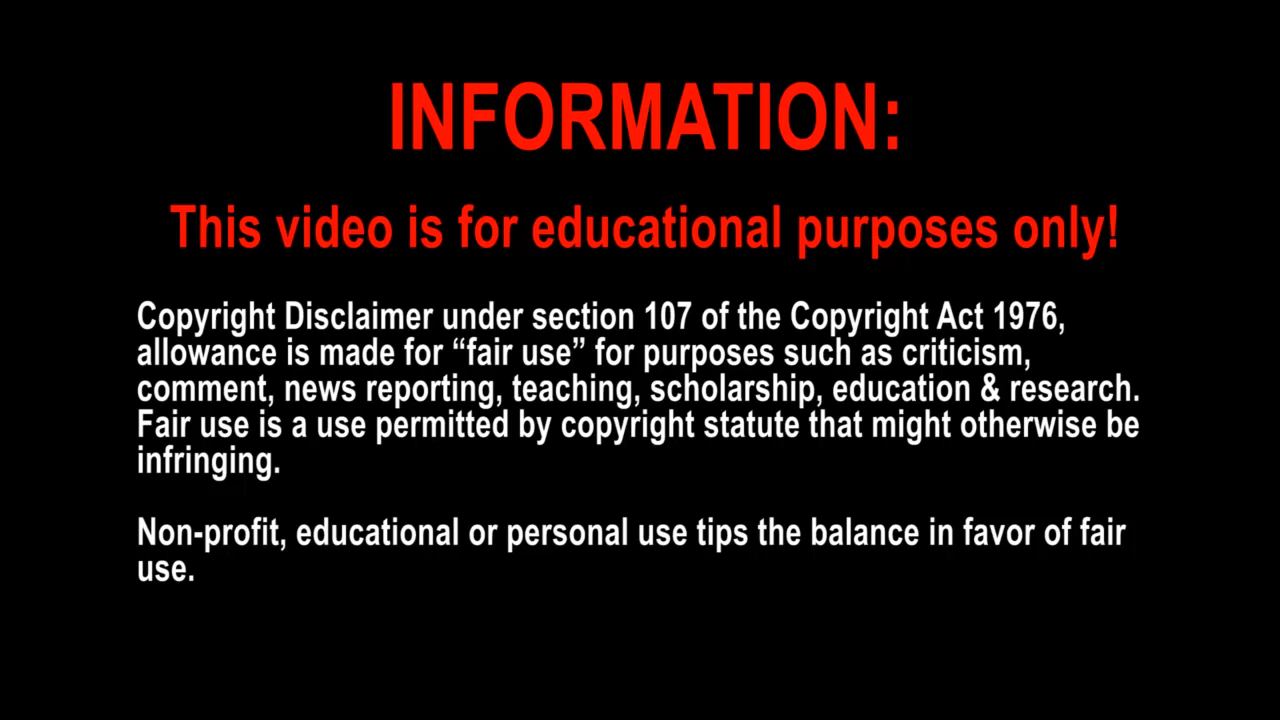 INFORMATION:
This video is for educational purposes only!
Copyright Disclaimer under section 107 of the Copyright Act 1976,
allowance is made for “fair use” for purposes such as criticism,
comment, news reporting, teaching, scholarship, education & research.
Fair use is a use permitted by copyright statute that might otherwise be
infringing.
Non-profit, educational or personal use tips the balance in favor of fair
use.